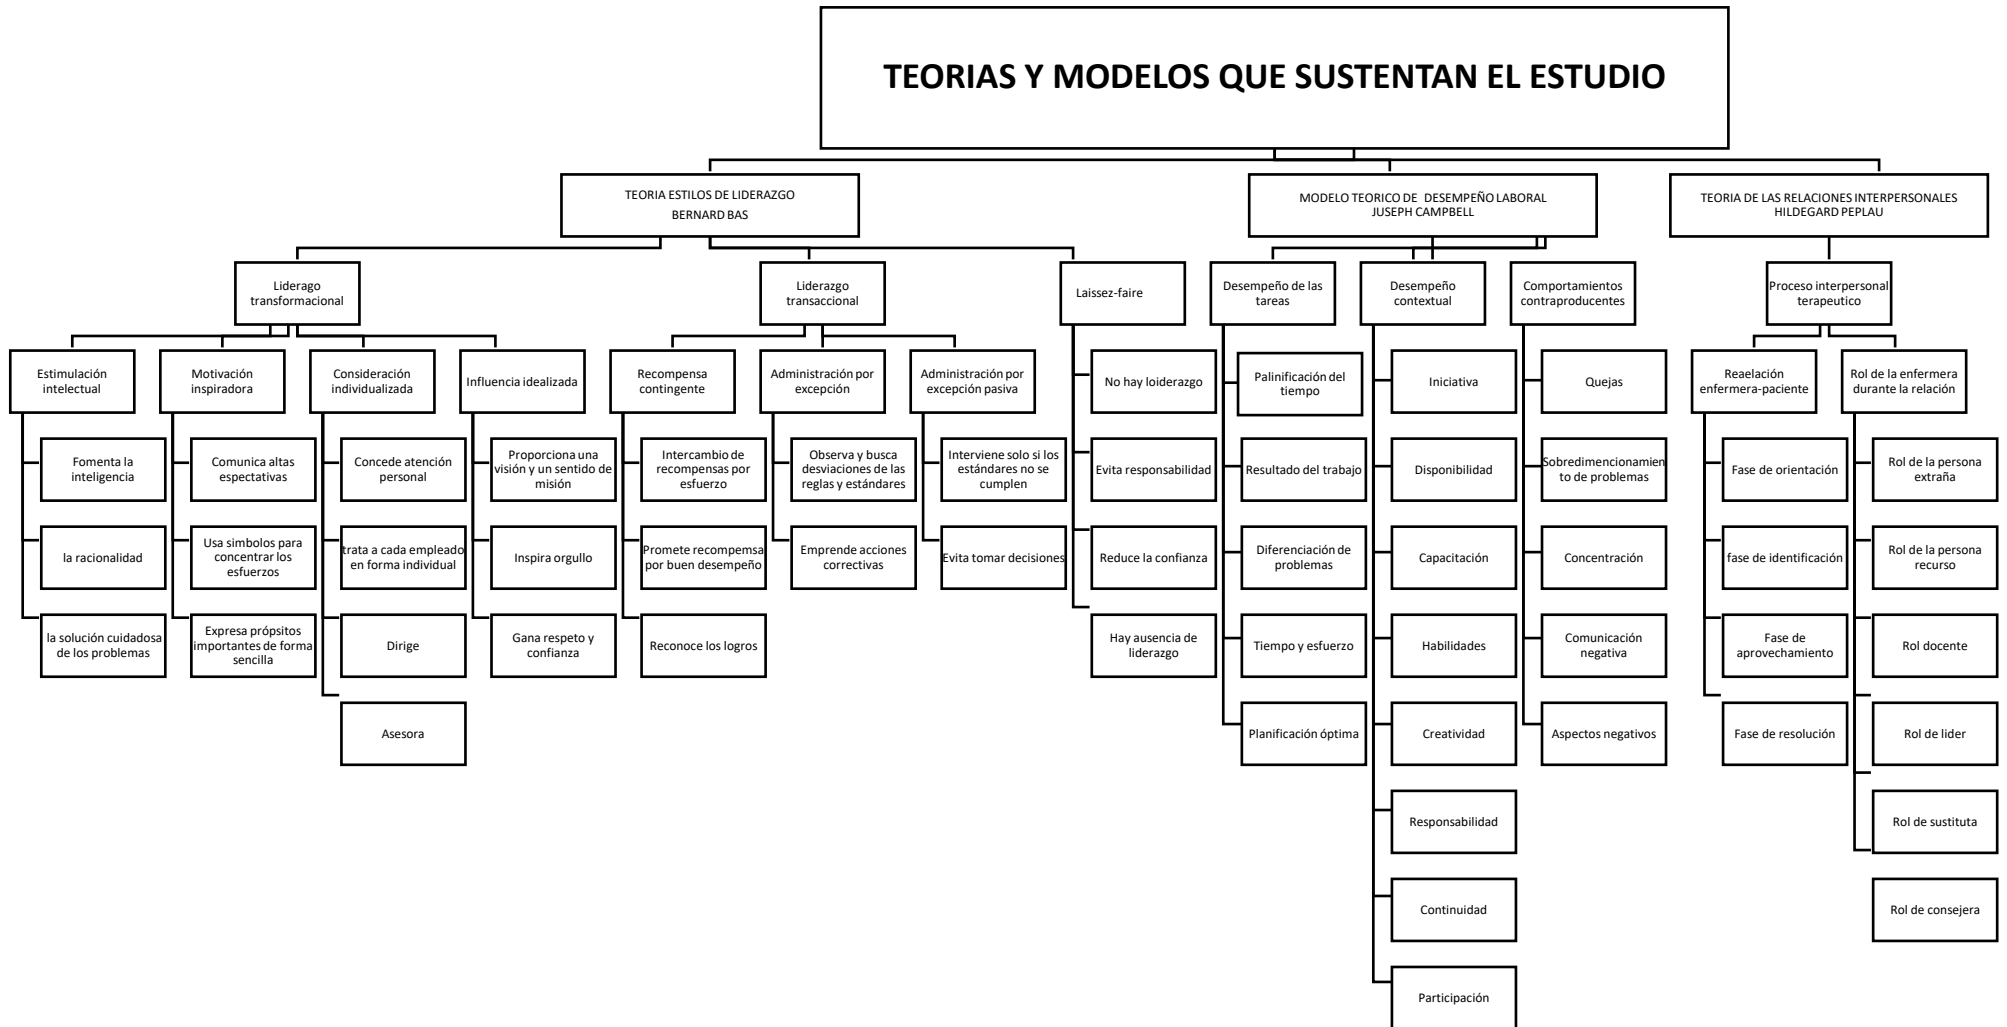 TEORIAS Y MODELOS QUE SUSTENTAN EL ESTUDIO
TEORIA ESTILOS DE LIDERAZGO
BERNARD BAS
MODELO TEORICO DE DESEMPEÑO LABORAL
JUSEPH CAMPBELL
TEORIA DE LAS RELACIONES INTERPERSONALES
HILDEGARD PEPLAU
Liderago
transformacional
Liderazgo
transaccional
Laissez-faire
Desempeño de las
tareas
Desempeño
contextual
Comportamientos
contraproducentes
Proceso interpersonal
terapeutico
Estimulación
intelectual
Motivación
inspiradora
Consideración
individualizada
Influencia idealizada
Recompensa
contingente
Administración por
excepción
Administración por
excepción pasiva
No hay loiderazgo
Palinificación del
tiempo
Iniciativa
Quejas
Reaelación
enfermera-paciente
Rol de la enfermera
durante la relación
Fomenta la
inteligencia
Comunica altas
espectativas
Concede atención
personal
Proporciona una
visión y un sentido de
misión
Intercambio de
recompensas por
esfuerzo
Observa y busca
desviaciones de las
reglas y estándares
Interviene solo si los
estándares no se
cumplen
Evita responsabilidad
Resultado del trabajo
Disponibilidad
Sobredimencionamien
to de problemas
Fase de orientación
Rol de la persona
extraña
la racionalidad
Usa simbolos para
concentrar los
esfuerzos
trata a cada empleado
en forma individual
Inspira orgullo
Promete recompemsa
por buen desempeño
Emprende acciones
correctivas
Evita tomar decisiones
Reduce la confianza
Diferenciación de
problemas
Capacitación
Concentración
fase de identificación
Rol de la persona
recurso
la solución cuidadosa
de los problemas
Expresa própsitos
importantes de forma
sencilla
Dirige
Gana respeto y
confianza
Reconoce los logros
Hay ausencia de
liderazgo
Tiempo y esfuerzo
Habilidades
Comunicación
negativa
Fase de
aprovechamiento
Rol docente
Asesora
Planificación óptima
Creatividad
Aspectos negativos
Fase de resolución
Rol de lider
Responsabilidad
Rol de sustituta
Continuidad
Rol de consejera
Participación